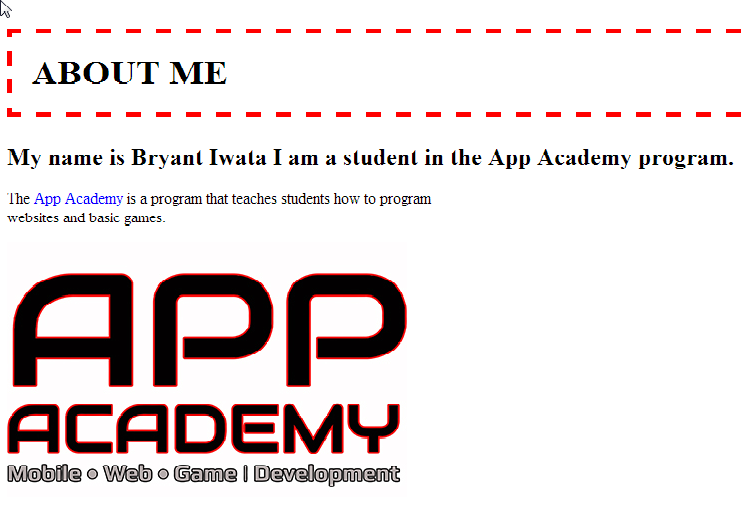 ABOUT ME
My name is Bryant Iwata I am a student in the App Academy program.
The App Academy is a program that teaches students how to program
websites and basic games.
APP
ACADEMY
Mobile • Web • Game | Development